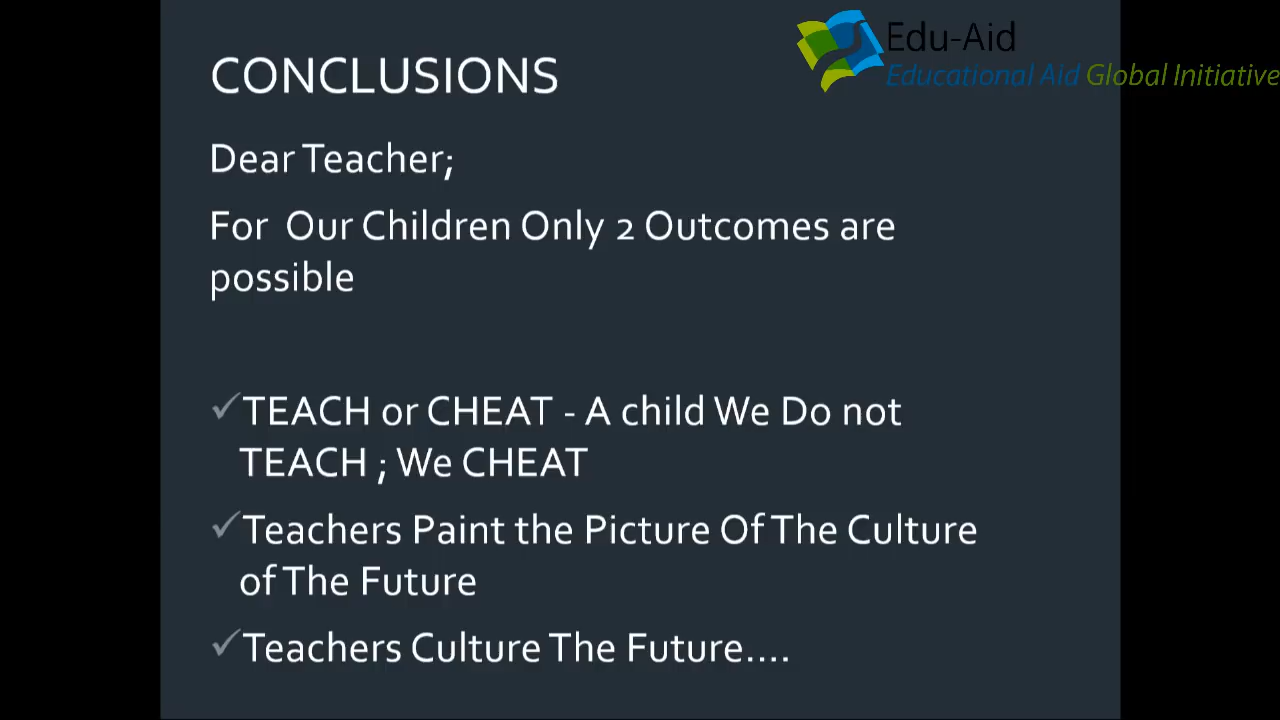 CONCLUSIONS
Edu-Aid
Educational Aid Global Initiative
Dear Teacher;
For Our Children Only 2 Outcomes are
possible
TEACH or CHEAT - A child We Do not
TEACH ; We CHEAT
Teachers Paint the Picture Of The Culture
of The Future
Teachers Culture The Future....